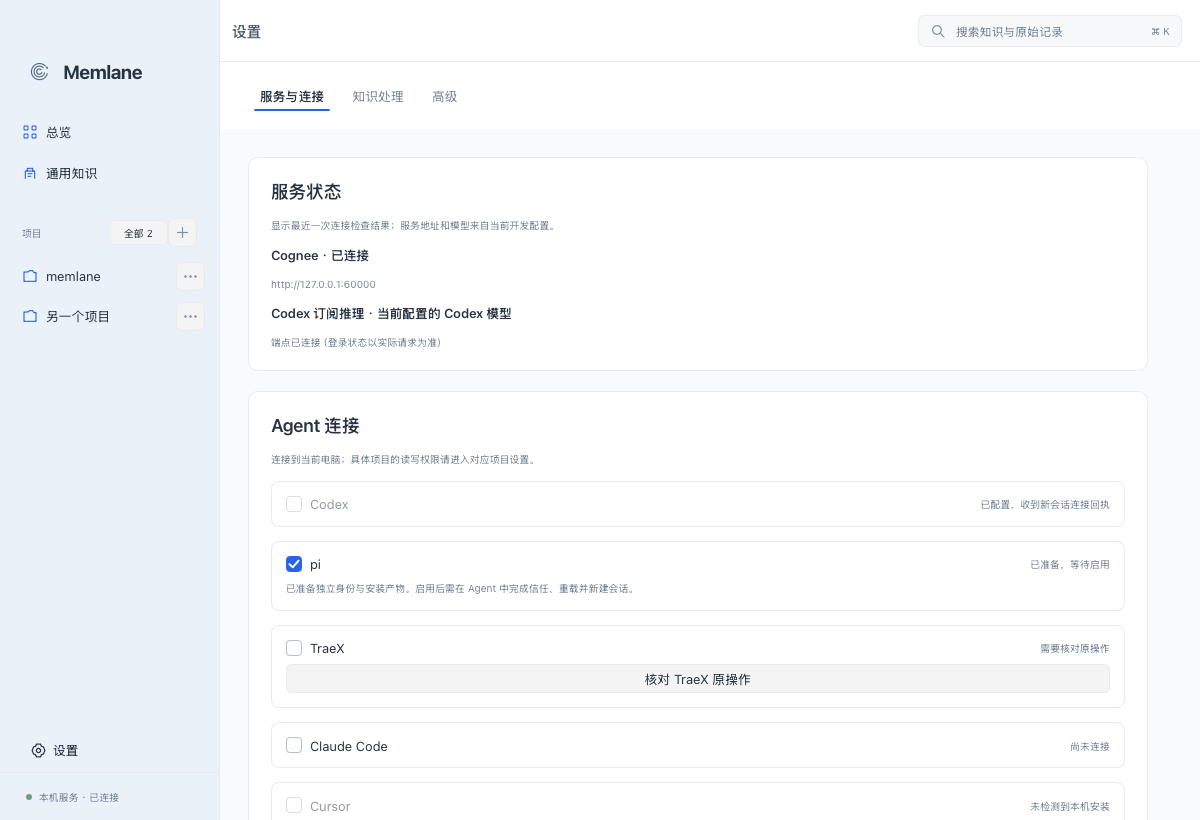 Memlane
总览
通用知识
项目
全部 2
memlane
另一个项目
设置
本机服务 · 已连接
设置
搜索知识与原始记录
⌘ K
服务与连接
知识处理
高级
服务状态
显示最近一次连接检查结果；服务地址和模型来自当前开发配置。
Cognee · 已连接
http://127.0.0.1:60000
Codex 订阅推理 · 当前配置的 Codex 模型
端点已连接 (登录状态以实际请求为准)
Agent 连接
连接到当前电脑；具体项目的读写权限请进入对应项目设置。
Codex
已配置，收到新会话连接回执
pi
已准备，等待启用
已准备独立身份与安装产物。启用后需在 Agent 中完成信任、重载并新建会话。
TraeX
需要核对原操作
核对 TraeX 原操作
Claude Code
尚未连接
Cursor
未检测到本机安装